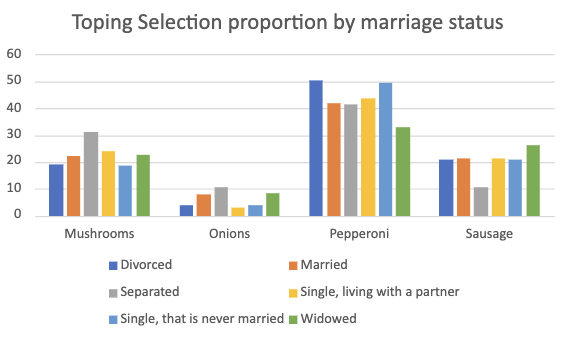 Toping Selection proportion by marriage status
60
50
40
30
20
10
0
Mushrooms Onions Pepperoni Sausage
Divorced Married
Separated Single, living with a partner
Single, that is never married Widowed